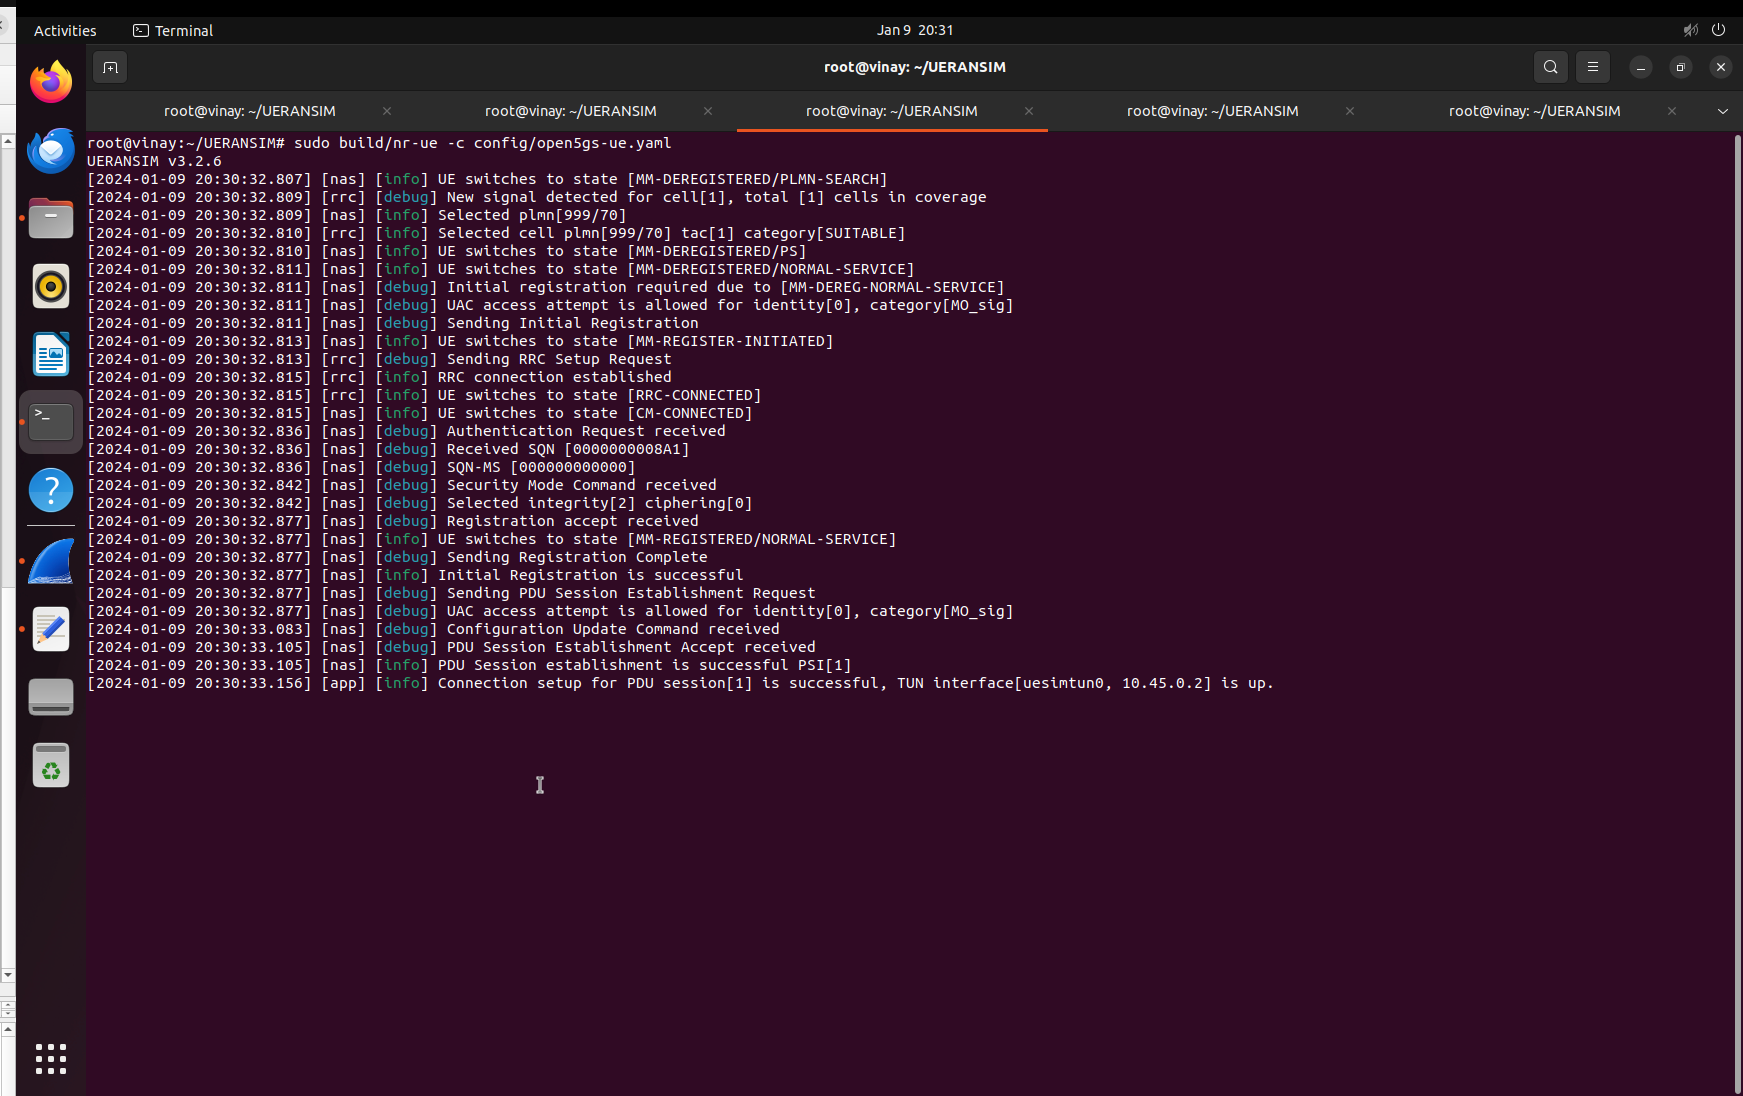 Activities Terminal Jan 9 20:31
root@vinay: ~/UERANSIM
root@vinay: ~/UERANSIM root@vinay: ~/UERANSIM root@vinay: ~/UERANSIM root@vinay: ~/UERANSIM root@vinay: ~/UERANSIM
root@vinay:~/UERANSIM# sudo build/nr-ue -c config/open5gs-ue.yaml
UERANSIM v3.2.6
[2024-01-09 20:30:32.807] [nas] [info] UE switches to state [MM-DEREGISTERED/PLMN-SEARCH]
[2024-01-09 20:30:32.809] [rrc] [debug] New signal detected for cell[1], total [1] cells in coverage
[2024-01-09 20:30:32.809] [nas] [info] Selected plmn[999/70]
[2024-01-09 20:30:32.810] [rrc] [info] Selected cell plmn[999/70] tac[1] category[SUITABLE]
[2024-01-09 20:30:32.810] [nas] [info] UE switches to state [MM-DEREGISTERED/PS]
[2024-01-09 20:30:32.811] [nas] [info] UE switches to state [MM-DEREGISTERED/NORMAL-SERVICE]
[2024-01-09 20:30:32.811] [nas] [debug] Initial registration required due to [MM-DEREG-NORMAL-SERVICE]
[2024-01-09 20:30:32.811] [nas] [debug] UAC access attempt is allowed for identity[0], category[MO_sig]
[2024-01-09 20:30:32.811] [nas] [debug] Sending Initial Registration
[2024-01-09 20:30:32.813] [nas] [info] UE switches to state [MM-REGISTER-INITIATED]
[2024-01-09 20:30:32.813] [rrc] [debug] Sending RRC Setup Request
[2024-01-09 20:30:32.815] [rrc] [info] RRC connection established
[2024-01-09 20:30:32.815] [rrc] [info] UE switches to state [RRC-CONNECTED]
[2024-01-09 20:30:32.815] [nas] [info] UE switches to state [CM-CONNECTED]
[2024-01-09 20:30:32.836] [nas] [debug] Authentication Request received
[2024-01-09 20:30:32.836] [nas] [debug] Received SQN [0000000008A1]
[2024-01-09 20:30:32.836] [nas] [debug] SQN-MS [000000000000]
[2024-01-09 20:30:32.842] [nas] [debug] Security Mode Command received
[2024-01-09 20:30:32.842] [nas] [debug] Selected integrity[2] ciphering[0]
[2024-01-09 20:30:32.877] [nas] [debug] Registration accept received
[2024-01-09 20:30:32.877] [nas] [info] UE switches to state [MM-REGISTERED/NORMAL-SERVICE]
[2024-01-09 20:30:32.877] [nas] [debug] Sending Registration Complete
[2024-01-09 20:30:32.877] [nas] [info] Initial Registration is successful
[2024-01-09 20:30:32.877] [nas] [debug] Sending PDU Session Establishment Request
[2024-01-09 20:30:32.877] [nas] [debug] UAC access attempt is allowed for identity[0], category[MO_sig]
[2024-01-09 20:30:33.083] [nas] [debug] Configuration Update Command received
[2024-01-09 20:30:33.105] [nas] [debug] PDU Session Establishment Accept received
[2024-01-09 20:30:33.105] [nas] [info] PDU Session establishment is successful PSI[1]
[2024-01-09 20:30:33.156] [app] [info] Connection setup for PDU session[1] is successful, TUN interface[uesimtun0, 10.45.0.2] is up.